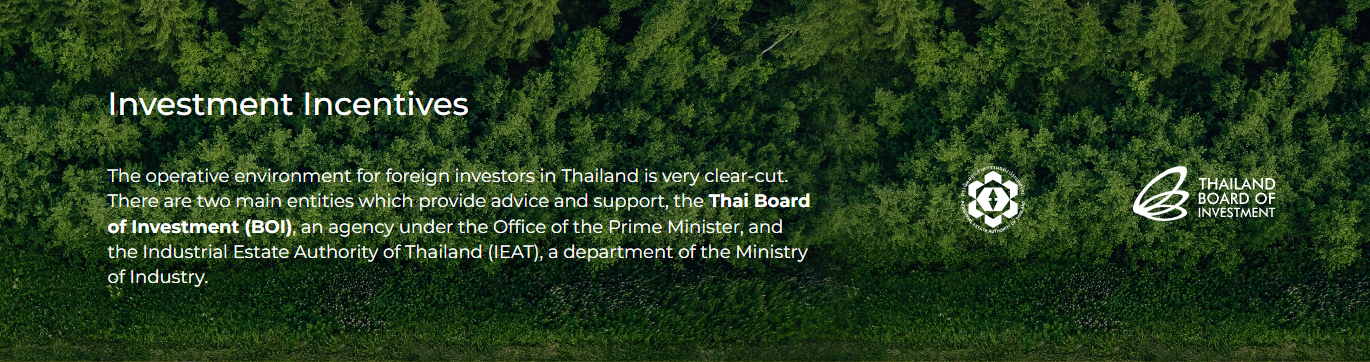 Investment Incentives
The operative environment for foreign investors in Thailand is very clear-cut.
There are two main entities which provide advice and support, the Thai Board
of Investment (BOI), an agency under the Office of the Prime Minister, and
the Industrial Estate Authority of Thailand (IEAT), a department of the Ministry
of Industry.
THAILAND
BOARD OF
INVESTMENT